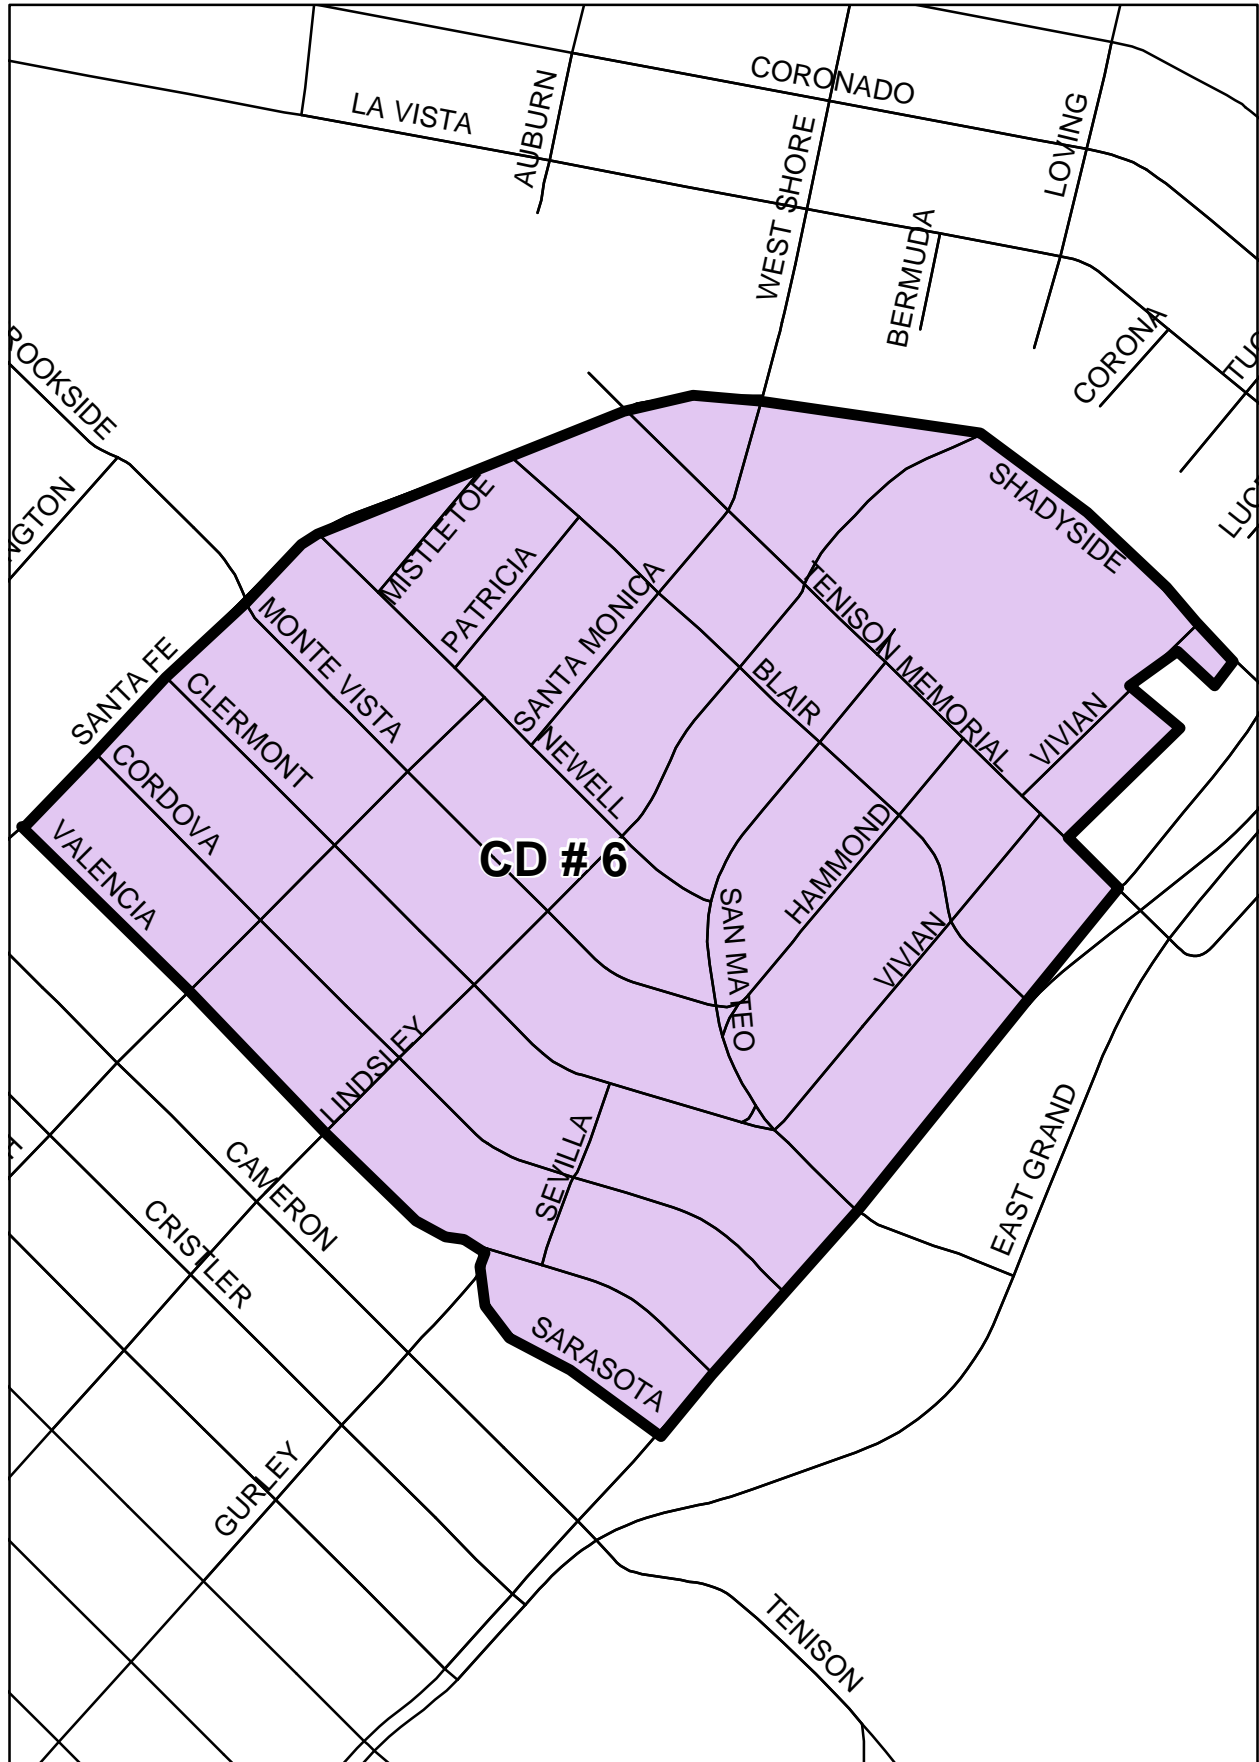 CORONADO
LA VISTA
AUBURN
LOVING
WEST SHORE
BERMUDA
CORONA
TUC
ROOKSIDE
LUC
NGTON
SHADYSIDE
MISTLETOE
PATRICIA
SANTA MONICA
TENISON MEMORIAL
MONTE VISTA
SANTA FE
CLERMONT
BLAIR
VIVIAN
NEWELL
CORDOVA
VALENCIA
CD # 6
HAMMOND
SAN MATEO
VIVIAN
LINDSLEY
SEVILLA
EAST GRAND
CAMERON
CRISTLER
SARASOTA
GURLEY
TENISON